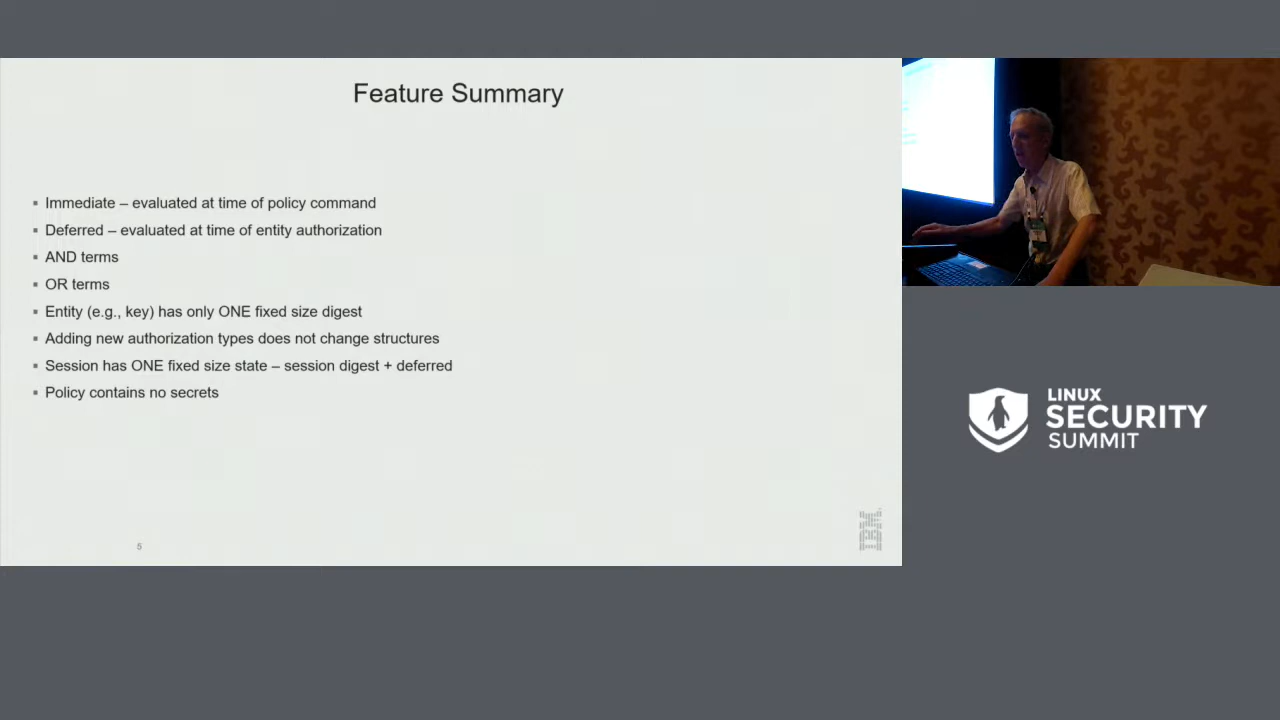 Feature Summary
▪ Immediate – evaluated at time of policy command
▪ Deferred – evaluated at time of entity authorization
▪ AND terms
▪ OR terms
▪ Entity (e.g., key) has only ONE fixed size digest
▪ Adding new authorization types does not change structures
▪ Session has ONE fixed size state – session digest + deferred
▪ Policy contains no secrets
5
IBM
LINUX
SECURITY
SUMMIT